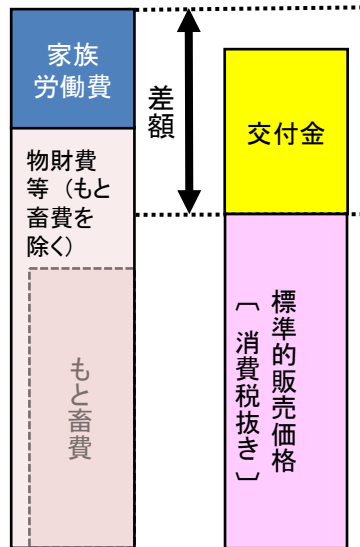 家族
労働費
物財費
等（もと
畜費を
除く）
もと畜費
差額
交付金
標準的販売価格
〔消費税抜き〕